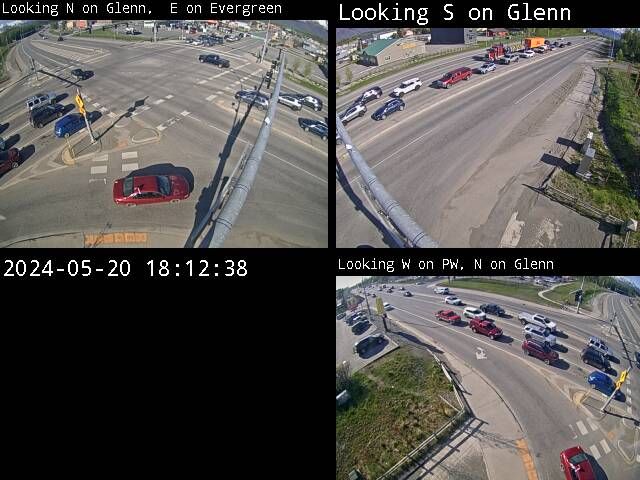 Looking N on Glenn, E on Evergreen
Looking S on Glenn
2024-05-20 18:12:38
Looking W on PW, N on Glenn